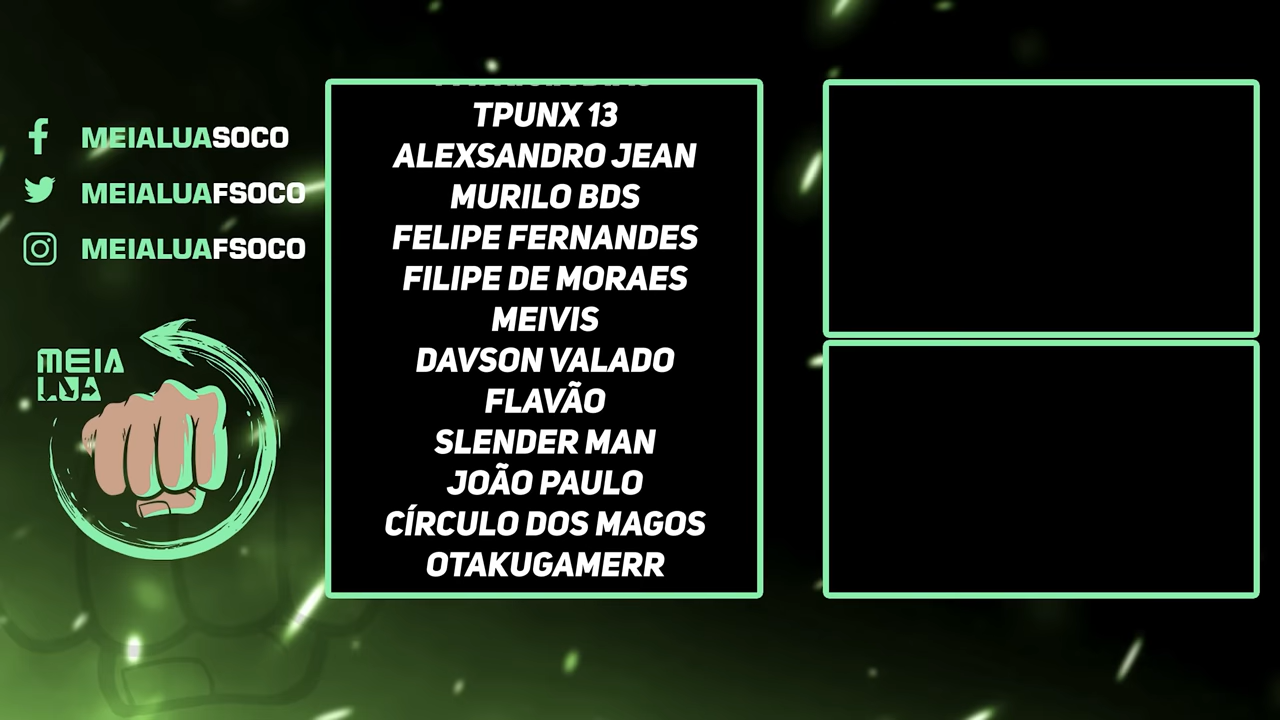 MEIALUASOCO
MEIALUAFSOCO
MEIALUAFSOCO
MEIA
LUA
TPUNX 13
ALEXSANDRO JEAN
MURILO BDS
FELIPE FERNANDES
FILIPE DE MORAES
MEIVIS
DAVSON VALADO
FLAVÃO
SLENDER MAN
JOÃO PAULO
CÍRCULO DOS MAGOS
OTAKUGAMERR